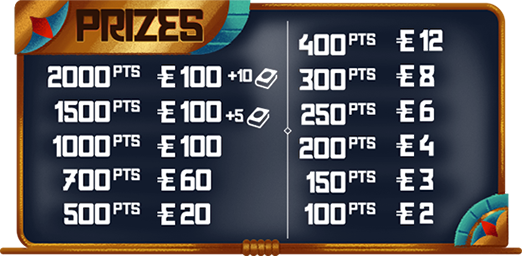 PRIZES
2000 PTS £100 +10
1500 PTS £100 +5
1000 PTS £100
700 PTS £60
500 PTS £20
400 PTS £12
300 PTS £8
250 PTS £6
200 PTS £4
150 PTS £3
100 PTS £2